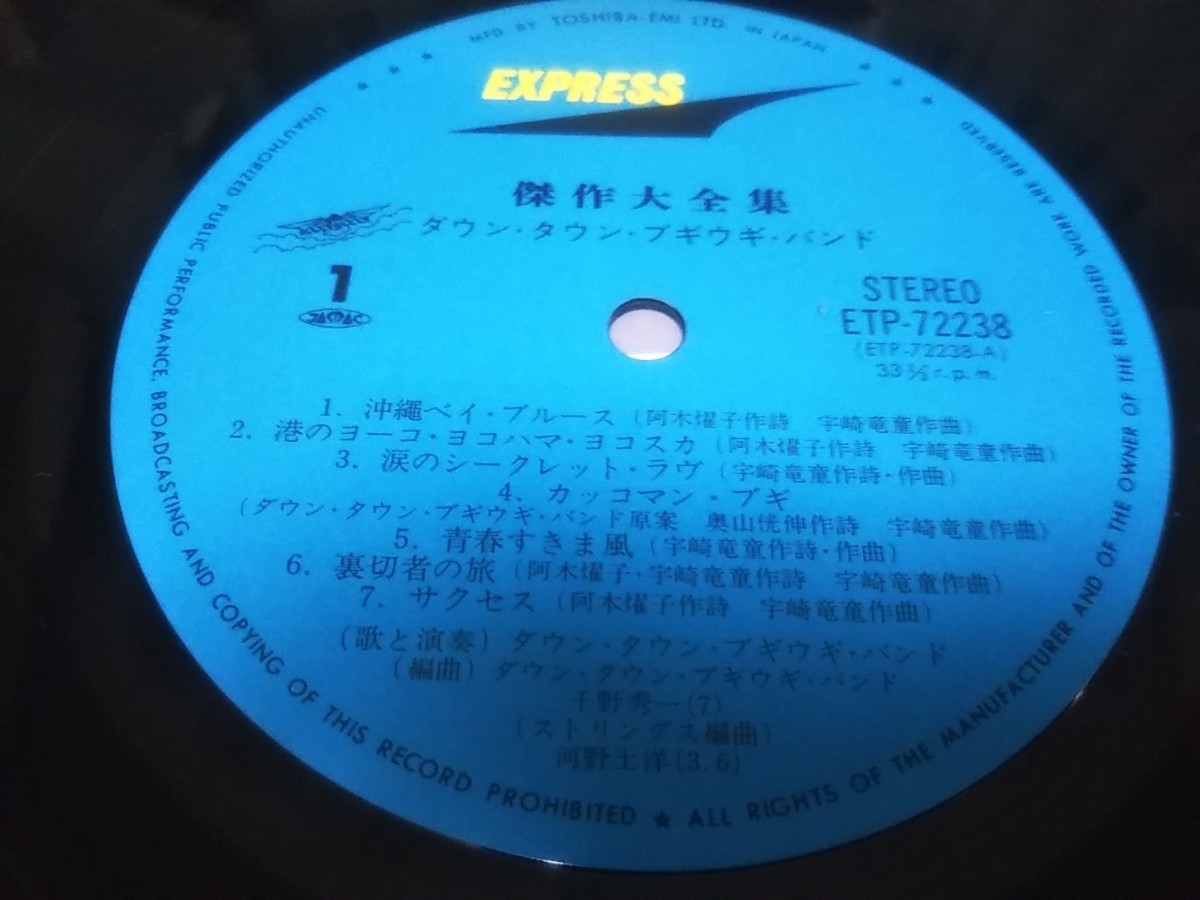 MFD BY TOSHIBA-EMI LTD. IN JAPAN
EXPRESS
傑作大全集
ダウン・タウン・ブギウギ・バンド
1
JASRAC
STEREO
ETP-72238
(ETP-72238-A)
33⅓r.p.m.
1. 沖縄ベイ・ブルース (阿木燿子作詩 宇崎竜童作曲)
2. 港のヨーコ・ヨコハマ・ヨコスカ (阿木燿子作詩 宇崎竜童作曲)
3. 涙のシークレット・ラヴ (宇崎竜童作詩・作曲)
4. カッコマン・ブギ
(ダウン・タウン・ブギウギ・バンド原案 奥山侊伸作詩 宇崎竜童作曲)
5. 青春すきま風 (宇崎竜童作詩・作曲)
6. 裏切者の旅 (阿木燿子・宇崎竜童作詩 宇崎竜童作曲)
7. サクセス (阿木燿子作詩 宇崎竜童作曲)
(歌と演奏) ダウン・タウン・ブギウギ・バンド
(編曲) ダウン・タウン・ブギウギ・バンド
千野秀一(7)
(ストリングス編曲)
河野土洋(3,6)
UNAUTHORIZED PUBLIC PERFORMANCE, BROADCASTING AND COPYING OF THIS RECORD PROHIBITED ★ ALL RIGHTS OF THE MANUFACTURER AND OF THE OWNER OF THE RECORDED WORK ARE RESERVED